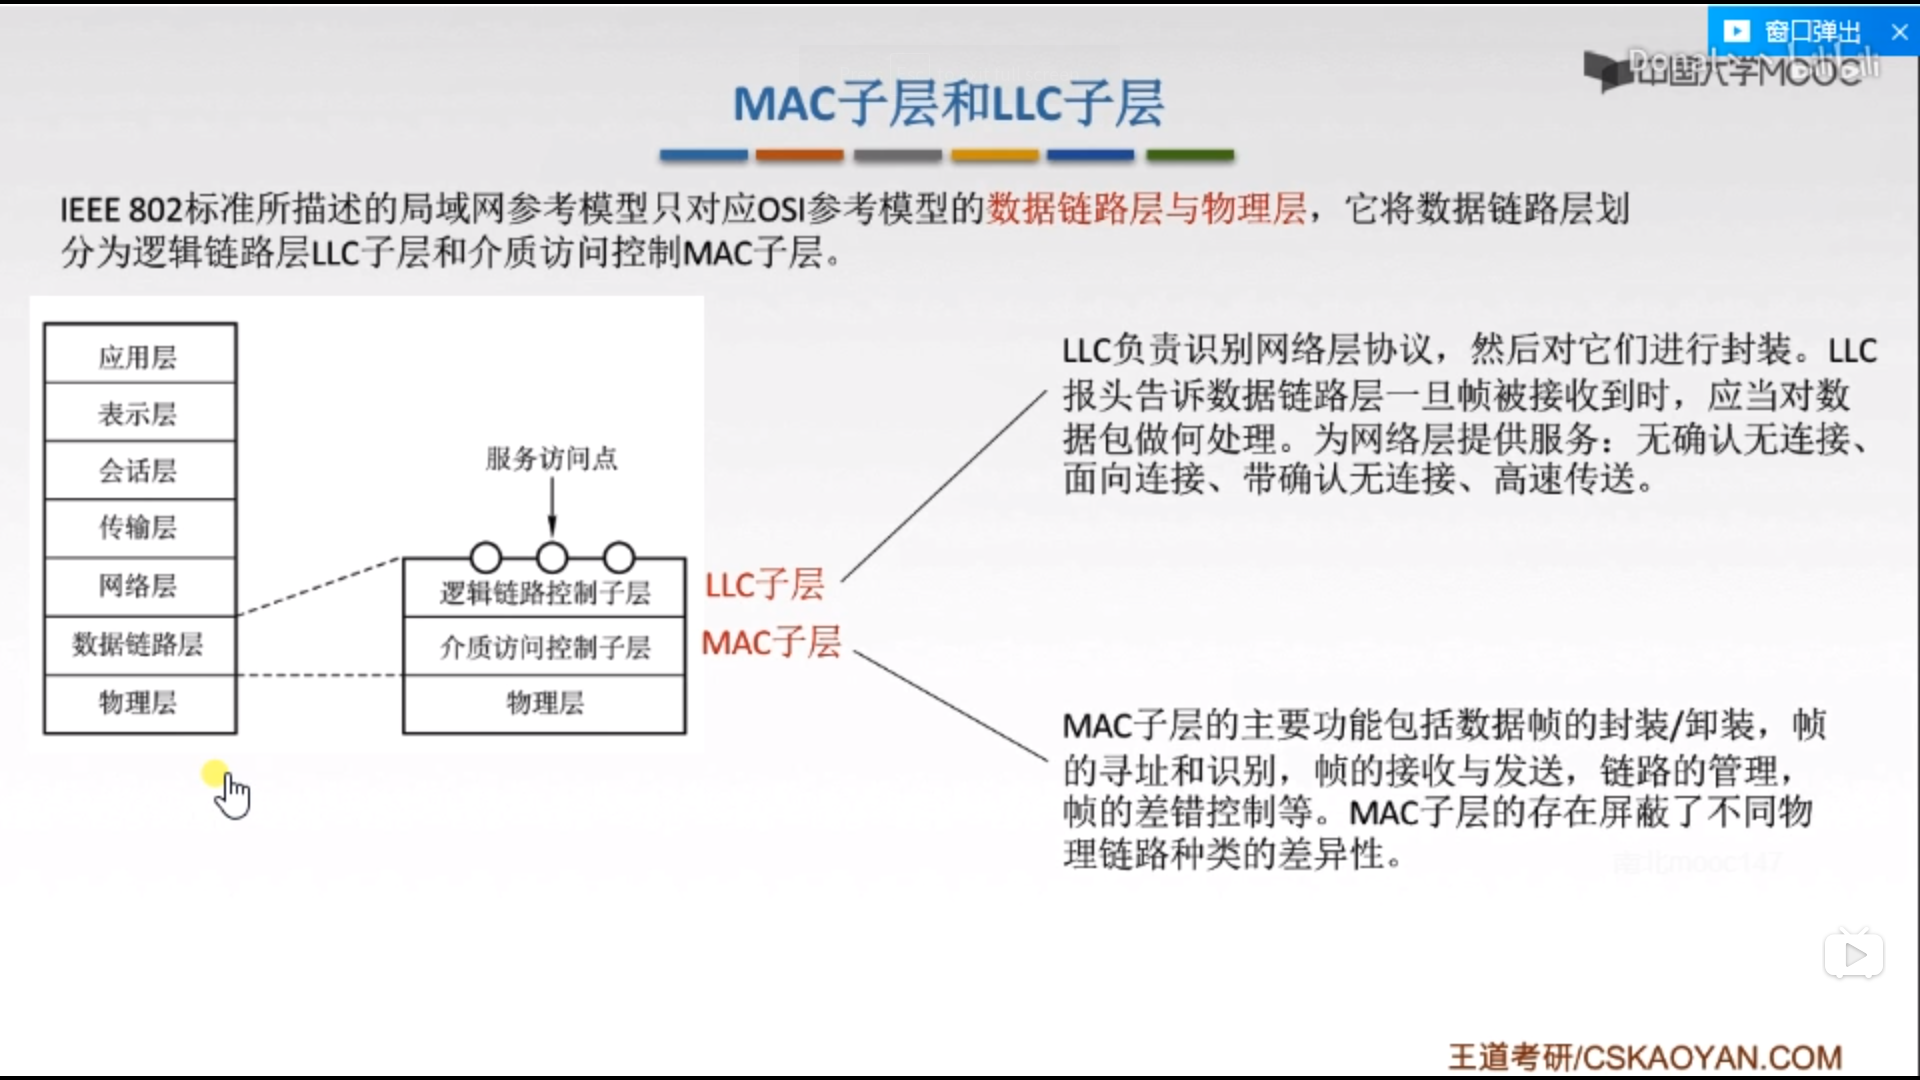 窗口弹出
中国大学MOOC
MAC子层和LLC子层
IEEE 802标准所描述的局域网参考模型只对应OSI参考模型的数据链路层与物理层，它将数据链路层划
分为逻辑链路层LLC子层和介质访问控制MAC子层。
应用层
表示层
会话层
传输层
网络层
数据链路层
物理层
服务访问点
逻辑链路控制子层
介质访问控制子层
物理层
LLC子层
MAC子层
LLC负责识别网络层协议，然后对它们进行封装。LLC
报头告诉数据链路层一旦帧被接收到时，应当对数
据包做何处理。为网络层提供服务：无确认无连接、
面向连接、带确认无连接、高速传送。
MAC子层的主要功能包括数据帧的封装/卸装，帧
的寻址和识别，帧的接收与发送，链路的管理，
帧的差错控制等。MAC子层的存在屏蔽了不同物
理链路种类的差异性。
南北mooc147
王道考研/CSKAOYAN.COM